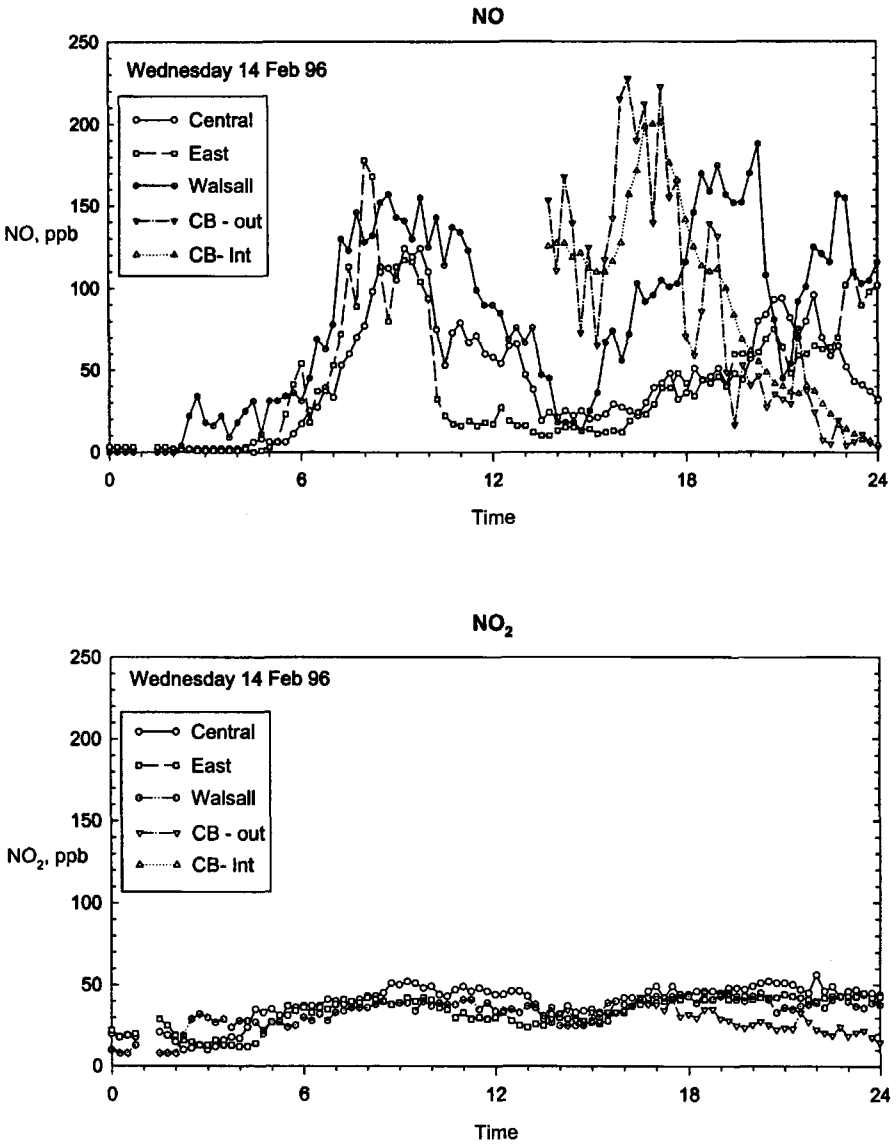 NO
250
200
150
100
50
0
NO, ppb
Wednesday 14 Feb 96
Central
East
Walsall
CB - out
CB- Int
0 6 12 18 24
Time
NO₂
250
200
150
100
50
0
NO₂, ppb
Wednesday 14 Feb 96
Central
East
Walsall
CB - out
CB- Int
0 6 12 18 24
Time